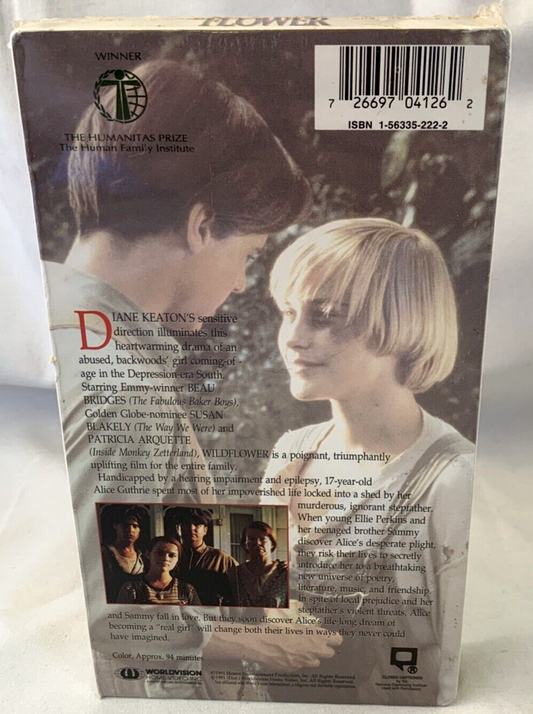 FLOWER
WINNER
THE HUMANITAS PRIZE
The Human Family Institute
7 26697 04126 2
ISBN 1-56335-222-2
DIANE KEATON'S sensitive
direction illuminates this
heartwarming drama of an
abused, backwoods' girl coming-of-
age in the Depression-era South.
Starring Emmy-winner BEAU
BRIDGES (The Fabulous Baker Boys),
Golden Globe-nominee SUSAN
BLAKELY (The Way We Were) and
PATRICIA ARQUETTE
(Inside Monkey Zetterland), WILDFLOWER is a poignant, triumphantly
uplifting film for the entire family.
Handicapped by a hearing impairment and epilepsy, 17-year-old
Alice Guthrie spent most of her impoverished life locked into a shed by her
murderous, ignorant stepfather.
When young Ellie Perkins and
her teenaged brother Sammy
discover Alice's desperate plight,
they risk their lives to secretly
introduce her to a breathtaking
new universe of poetry,
literature, music, and friendship.
In spite of local prejudice and her
stepfather's violent threats, Alice
and Sammy fall in love. But they soon discover Alice's life-long dream of
becoming a "real girl" will change both their lives in ways they never could
have imagined.
Color, Approx. 94 minutes
WORLDVISION
HOME VIDEO, INC.